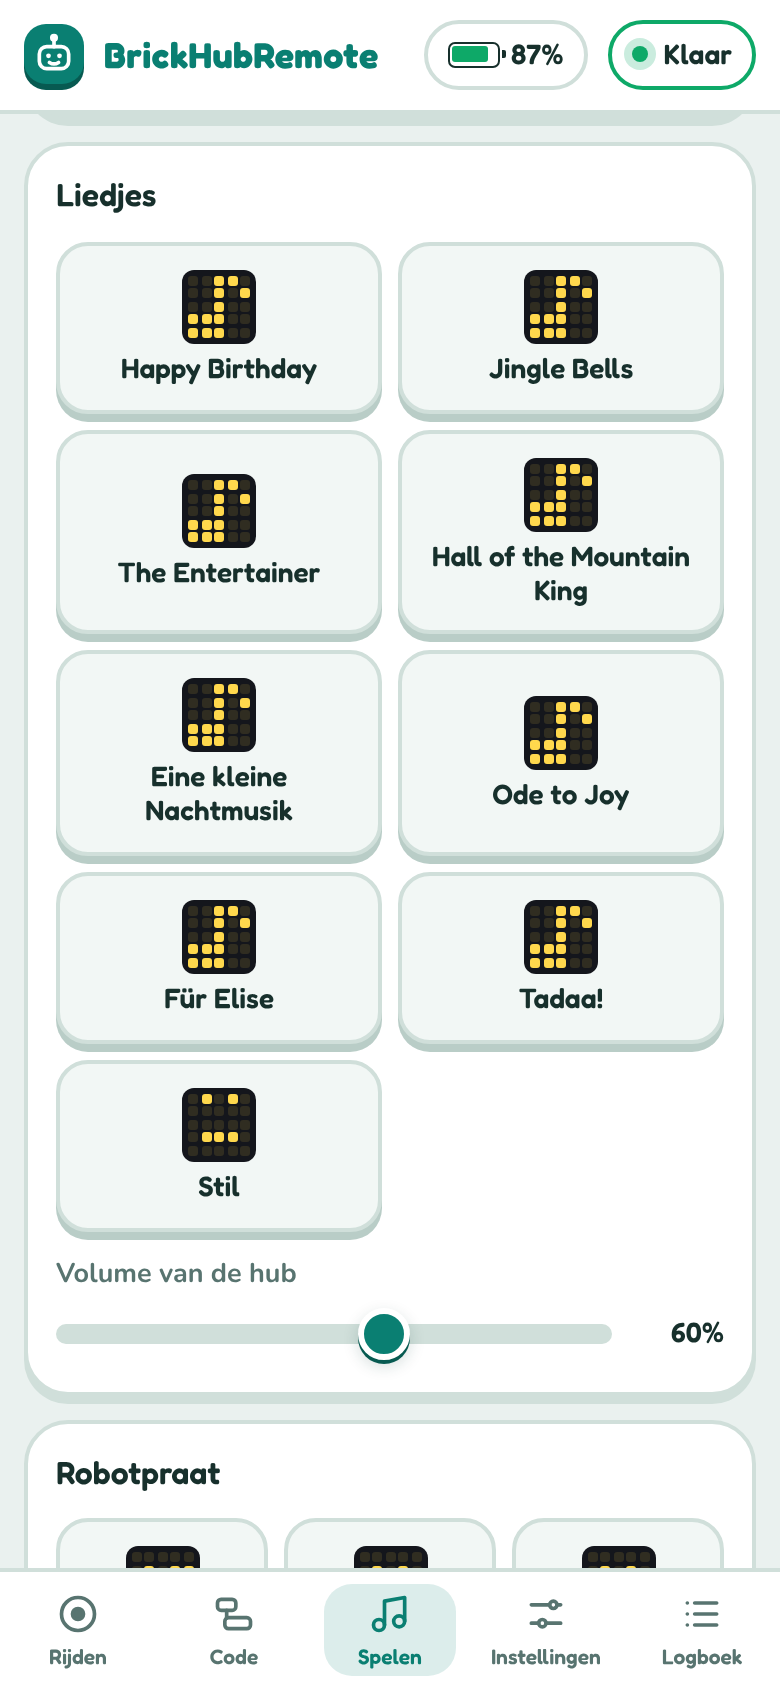 BrickHubRemote
87%
Klaar
Liedjes
Happy Birthday
Jingle Bells
The Entertainer
Hall of the Mountain
King
Eine kleine
Nachtmusik
Ode to Joy
Für Elise
Tadaa!
Stil
Volume van de hub
60%
Robotpraat
Rijden
Code
Spelen
Instellingen
Logboek